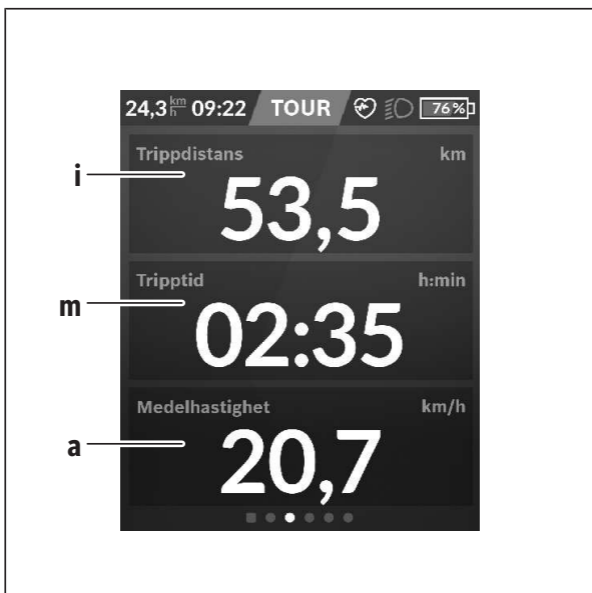 24,3 km/h 09:22 TOUR 76%
i Trippdistans km
53,5
m Tripptid h:min
02:35
a Medelhastighet km/h
20,7